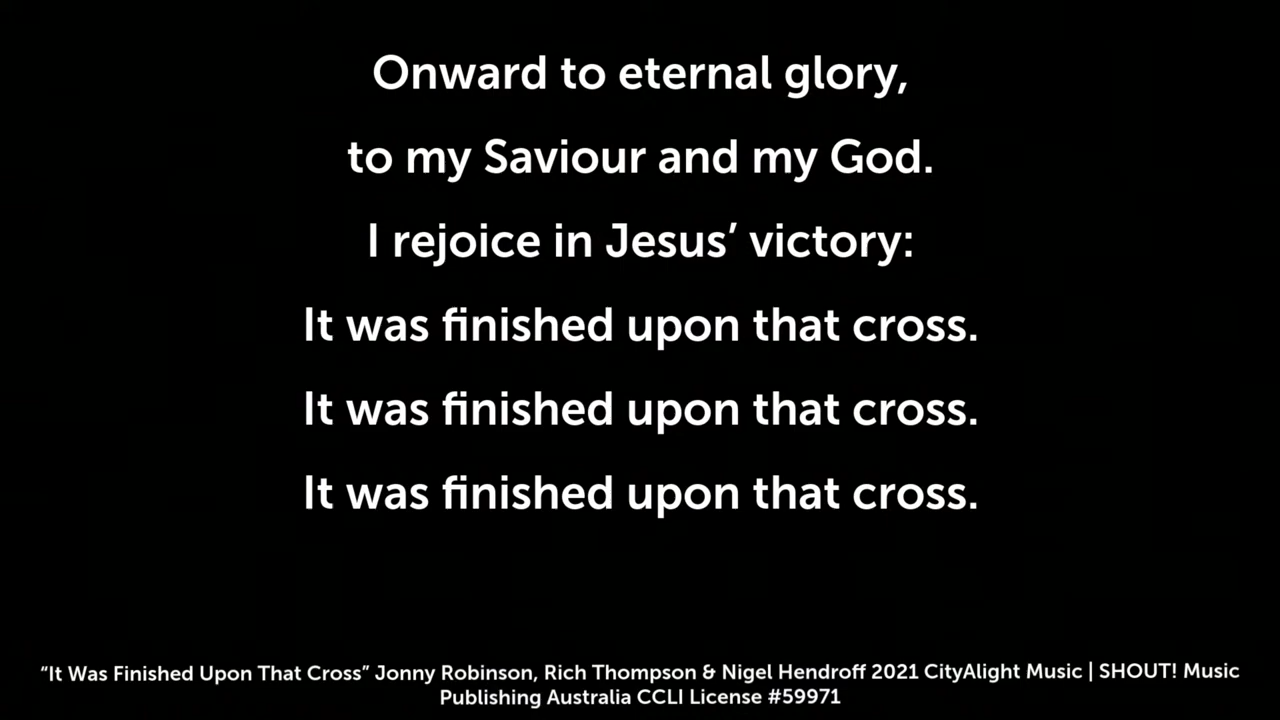 Onward to eternal glory,
to my Saviour and my God.
I rejoice in Jesus’ victory:
It was finished upon that cross.
It was finished upon that cross.
It was finished upon that cross.
“It Was Finished Upon That Cross” Jonny Robinson, Rich Thompson & Nigel Hendroff 2021 CityAlight Music | SHOUT! Music
Publishing Australia CCLI License #59971